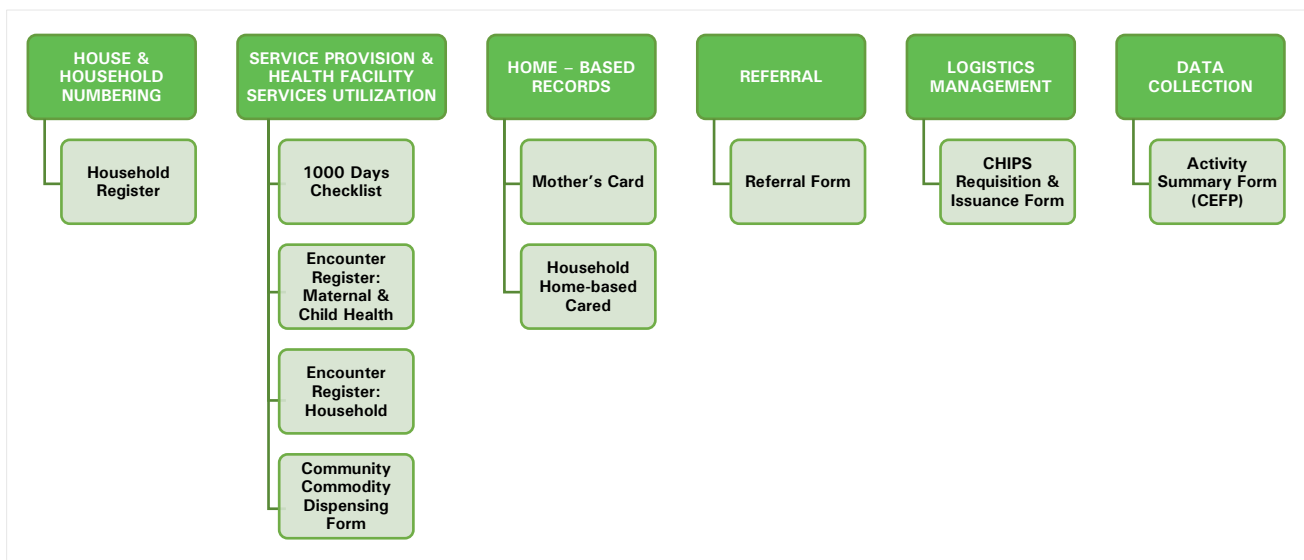 HOUSE &
HOUSEHOLD
NUMBERING
Household
Register
SERVICE PROVISION &
HEALTH FACILITY
SERVICES UTILIZATION
1000 Days
Checklist
Encounter
Register:
Maternal &
Child Health
Encounter
Register:
Household
Community
Commodity
Dispensing
Form
HOME – BASED
RECORDS
Mother’s Card
Household
Home-based
Cared
REFERRAL
Referral Form
LOGISTICS
MANAGEMENT
CHIPS
Requisition &
Issuance Form
DATA
COLLECTION
Activity
Summary Form
(CEFP)